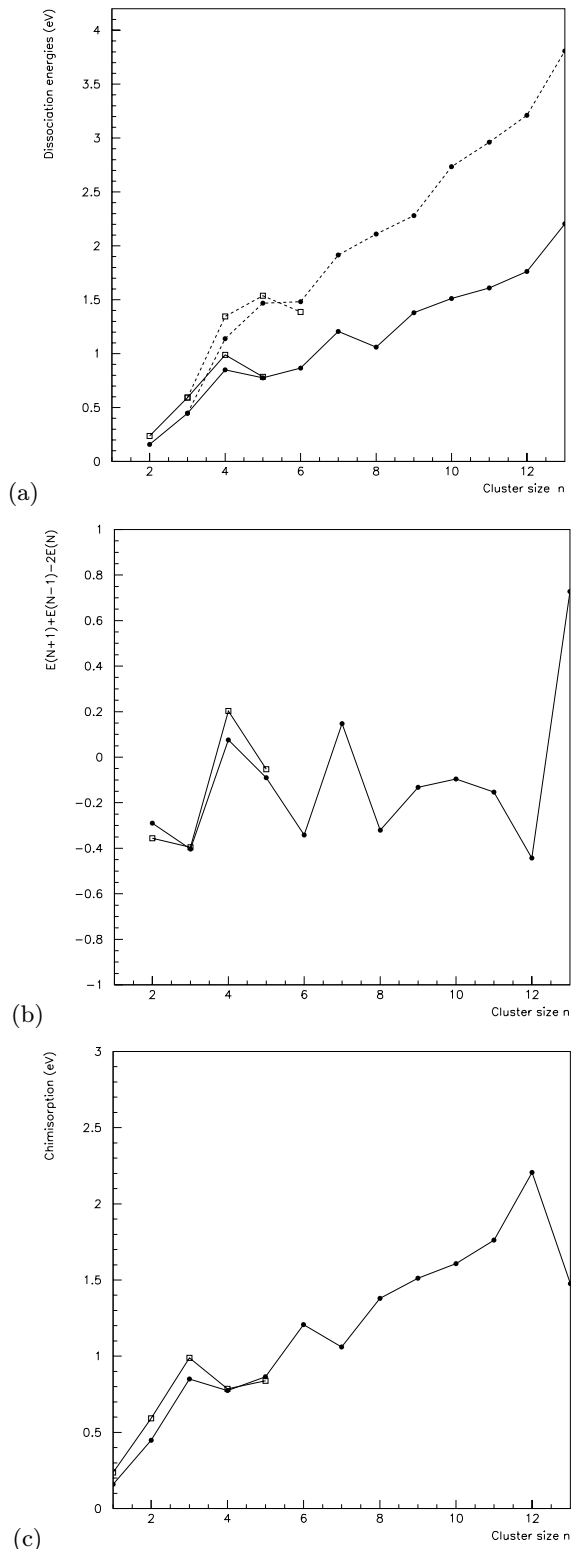 Dissociation energies (eV)
4
3.5
3
2.5
2
1.5
1
0.5
0
2 4 6 8 10 12
Cluster size n
(a)
E(N+1)+E(N−1)−2E(N)
1
0.8
0.6
0.4
0.2
0
−0.2
−0.4
−0.6
−0.8
−1
2 4 6 8 10 12
Cluster size n
(b)
Chimisorption (eV)
3
2.5
2
1.5
1
0.5
0
2 4 6 8 10 12
Cluster size n
(c)